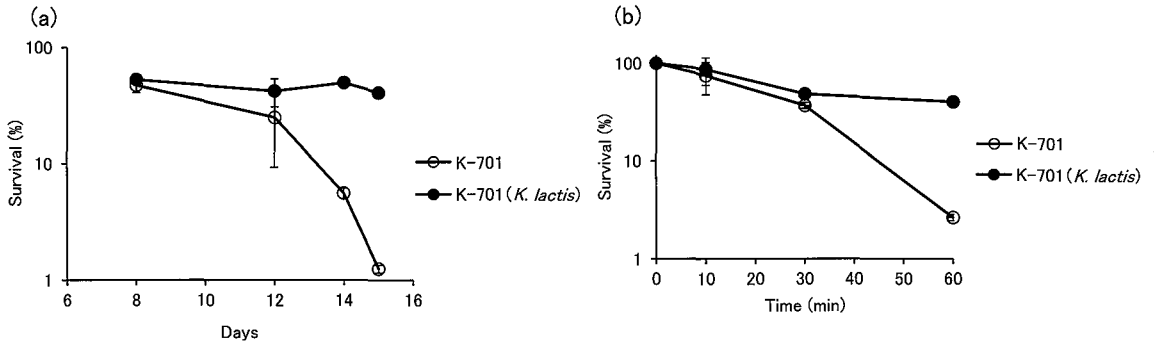 (a)
100
10
1
Survival (%)
6 8 10 12 14 16
Days
K-701
K-701 (K. lactis)
(b)
100
10
1
Survival (%)
0 10 20 30 40 50 60
Time (min)
K-701
K-701 (K. lactis)